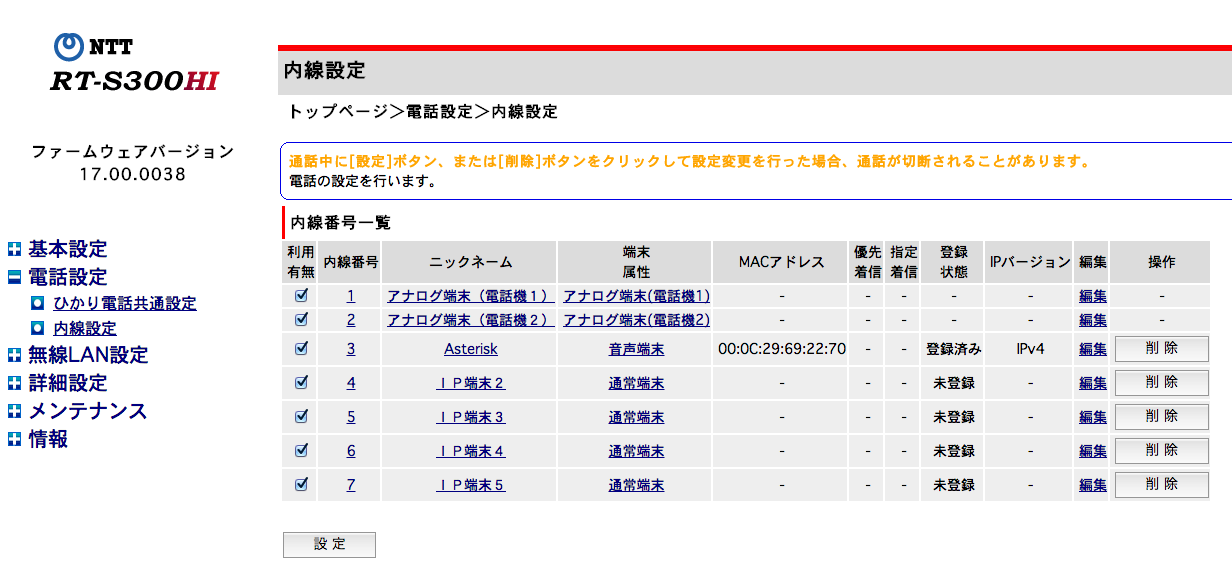 NTT
RT-S300HI
ファームウェアバージョン
17.00.0038
基本設定
電話設定
ひかり電話共通設定
内線設定
無線LAN設定
詳細設定
メンテナンス
情報
内線設定
トップページ＞電話設定＞内線設定
通話中に[設定]ボタン、または[削除]ボタンをクリックして設定変更を行った場合、通話が切断されることがあります。
電話の設定を行います。
内線番号一覧
利用有無 内線番号 ニックネーム 端末属性 MACアドレス 優先着信 指定着信 登録状態 IPバージョン 編集 操作
1 アナログ端末（電話機１） アナログ端末(電話機1) - - - - - 編集 -
2 アナログ端末（電話機２） アナログ端末(電話機2) - - - - - 編集 -
3 Asterisk 音声端末 00:0C:29:69:22:70 - - 登録済み IPv4 編集 削除
4 ＩＰ端末２ 通常端末 - - - 未登録 - 編集 削除
5 ＩＰ端末３ 通常端末 - - - 未登録 - 編集 削除
6 ＩＰ端末４ 通常端末 - - - 未登録 - 編集 削除
7 ＩＰ端末５ 通常端末 - - - 未登録 - 編集 削除
設定